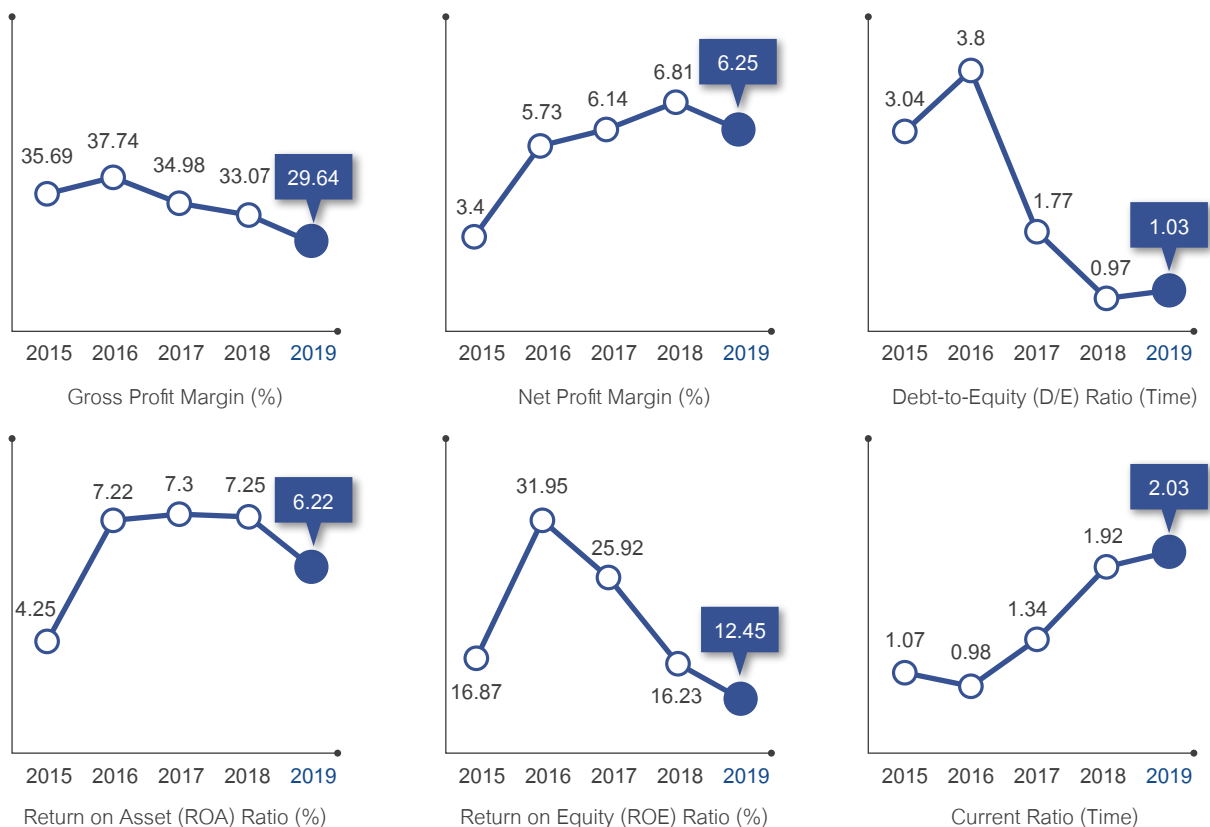 35.69
37.74
34.98
33.07
29.64
2015 2016 2017 2018 2019
Gross Profit Margin (%)
3.4
5.73
6.14
6.81
6.25
2015 2016 2017 2018 2019
Net Profit Margin (%)
3.04
3.8
1.77
0.97
1.03
2015 2016 2017 2018 2019
Debt-to-Equity (D/E) Ratio (Time)
4.25
7.22
7.3
7.25
6.22
2015 2016 2017 2018 2019
Return on Asset (ROA) Ratio (%)
16.87
31.95
25.92
16.23
12.45
2015 2016 2017 2018 2019
Return on Equity (ROE) Ratio (%)
1.07
0.98
1.34
1.92
2.03
2015 2016 2017 2018 2019
Current Ratio (Time)